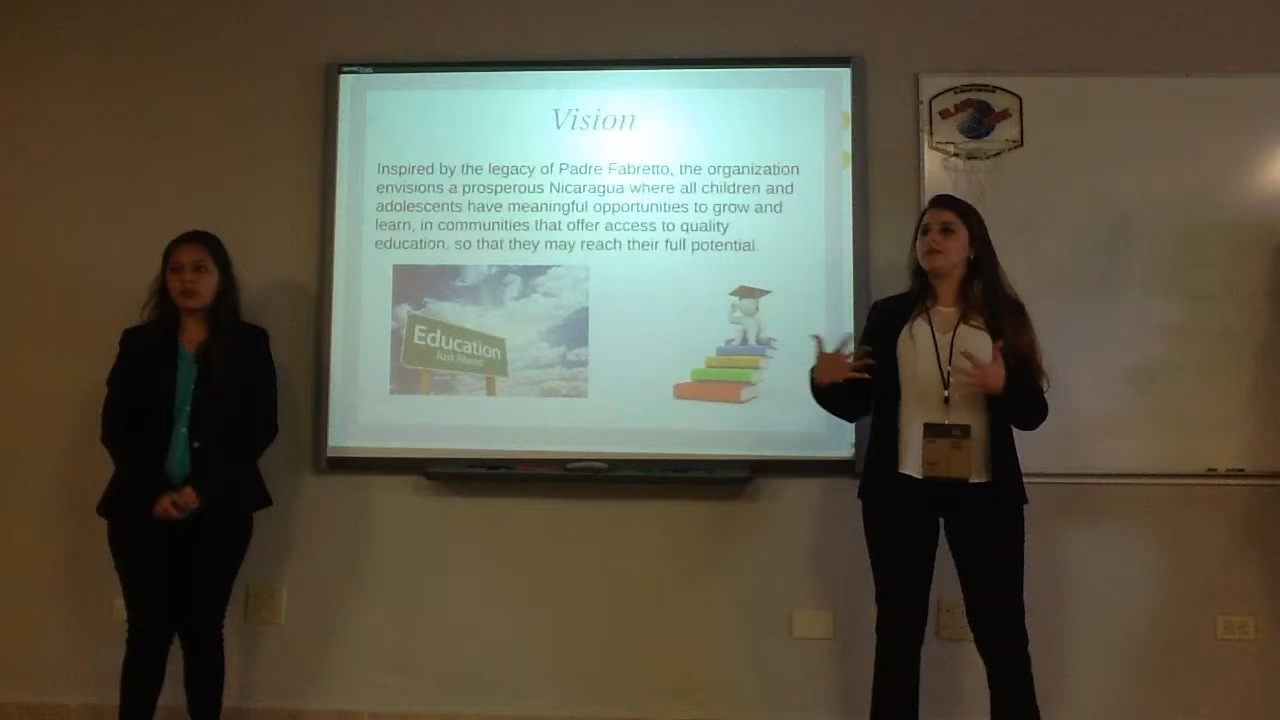 Vision
Inspired by the legacy of Padre Fabretto, the organization
envisions a prosperous Nicaragua where all children and
adolescents have meaningful opportunities to grow and
learn, in communities that offer access to quality
education, so that they may reach their full potential.
Education
Just Ahead